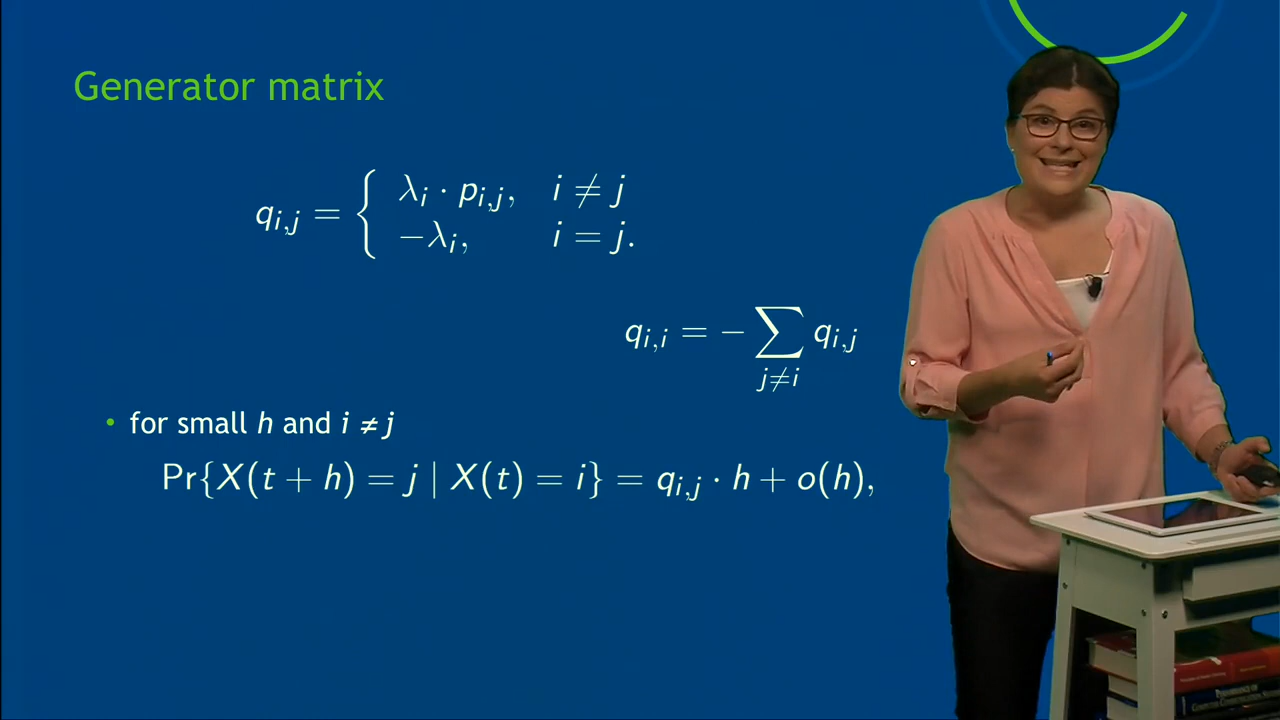 Generator matrix
q_{i,j} = { λ_i · p_{i,j}, i ≠ j
−λ_i, i = j.
q_{i,i} = − ∑_{j≠i} q_{i,j}
• for small h and i ≠ j
Pr{X(t + h) = j | X(t) = i} = q_{i,j} · h + o(h),